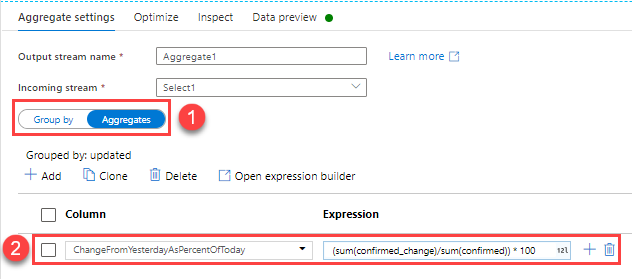 Aggregate settings Optimize Inspect Data preview
Output stream name * Aggregate1 Learn more
Incoming stream * Select1
Group by Aggregates 1
Grouped by: updated
Add Clone Delete Open expression builder
Column Expression
2 ChangeFromYesterdayAsPercentOfToday (sum(confirmed_change)/sum(confirmed)) * 100 12l